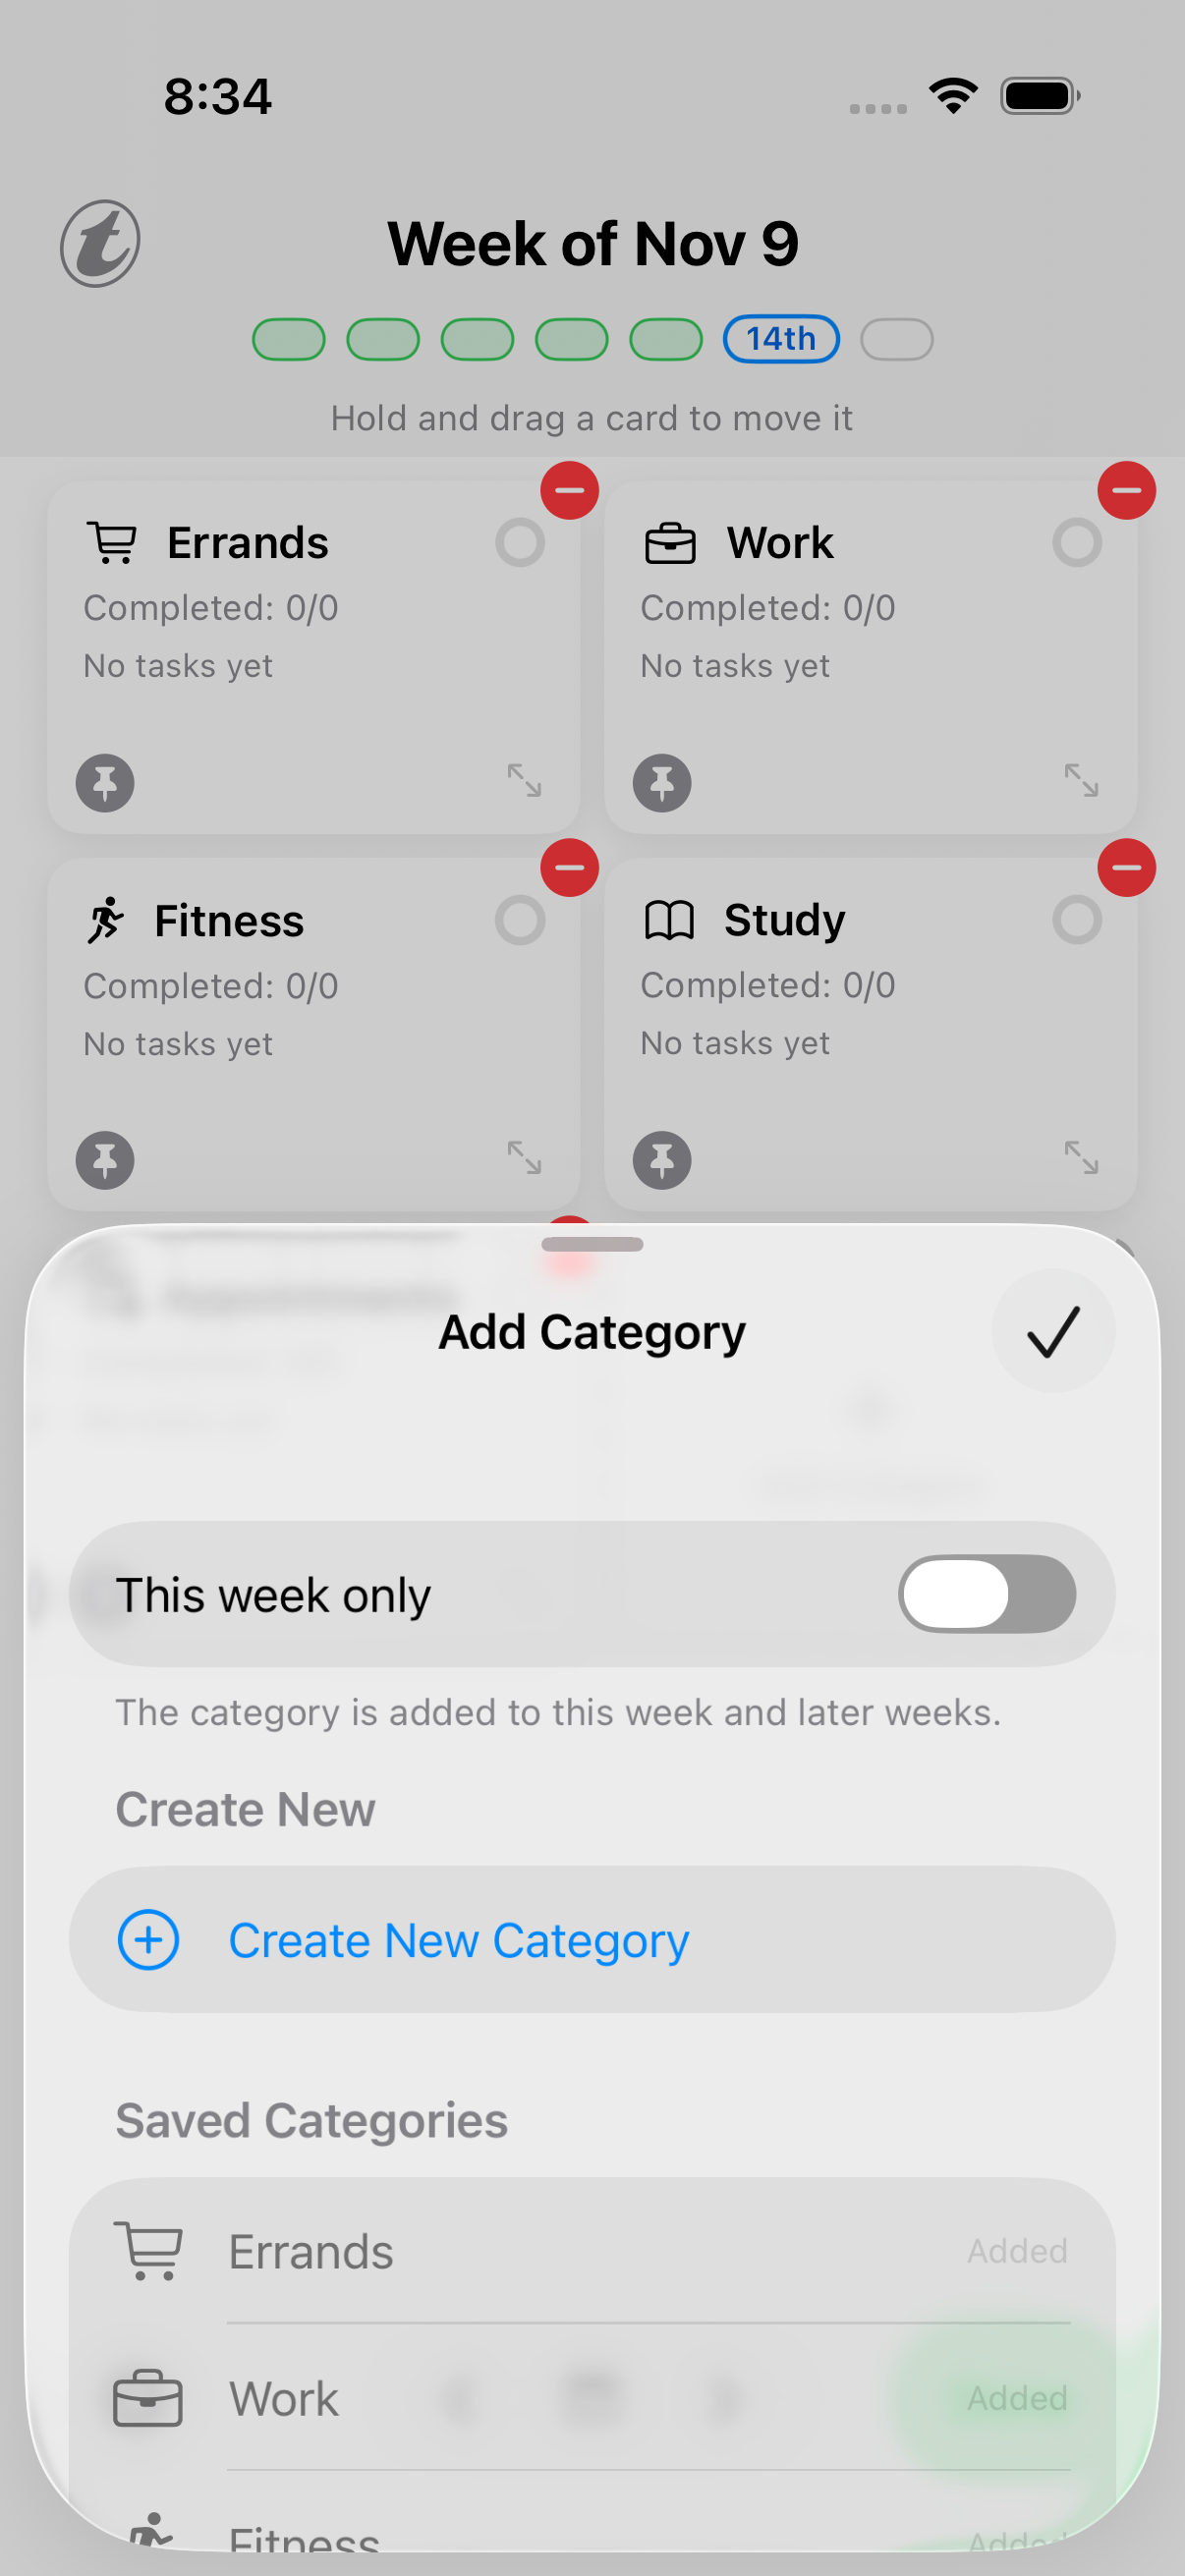 8:34
t
Week of Nov 9
14th
Hold and drag a card to move it
Errands
Completed: 0/0
No tasks yet
Work
Completed: 0/0
No tasks yet
Fitness
Completed: 0/0
No tasks yet
Study
Completed: 0/0
No tasks yet
Appointments
Add Category
This week only
The category is added to this week and later weeks.
Create New
Create New Category
Saved Categories
Errands Added
Work Added
Fitness Added